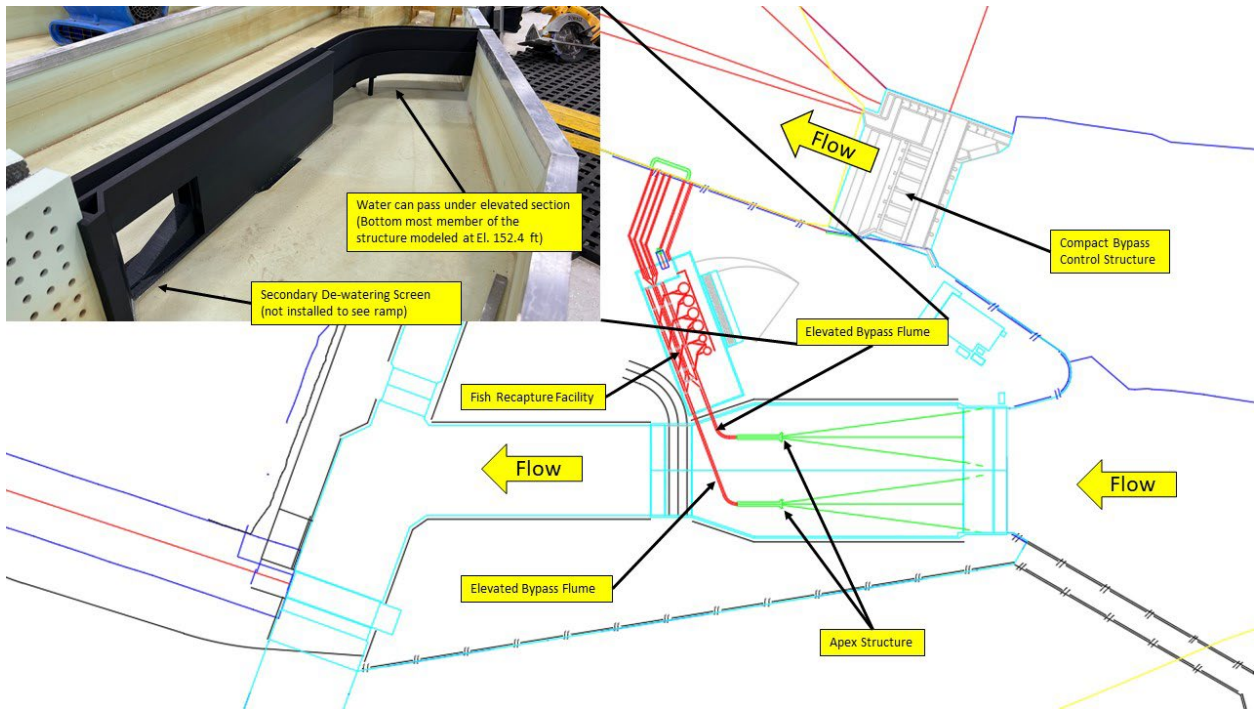 Water can pass under elevated section
(Bottom most member of the
structure modeled at El. 152.4 ft)
Secondary De-watering Screen
(not installed to see ramp)
Flow
Compact Bypass
Control Structure
Elevated Bypass Flume
Fish Recapture Facility
Flow
Flow
Elevated Bypass Flume
Apex Structure